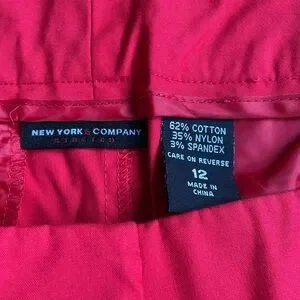 NEW YORK & COMPANY
STRETCH
62% COTTON
35% NYLON
3% SPANDEX
CARE ON REVERSE
12
MADE IN
CHINA